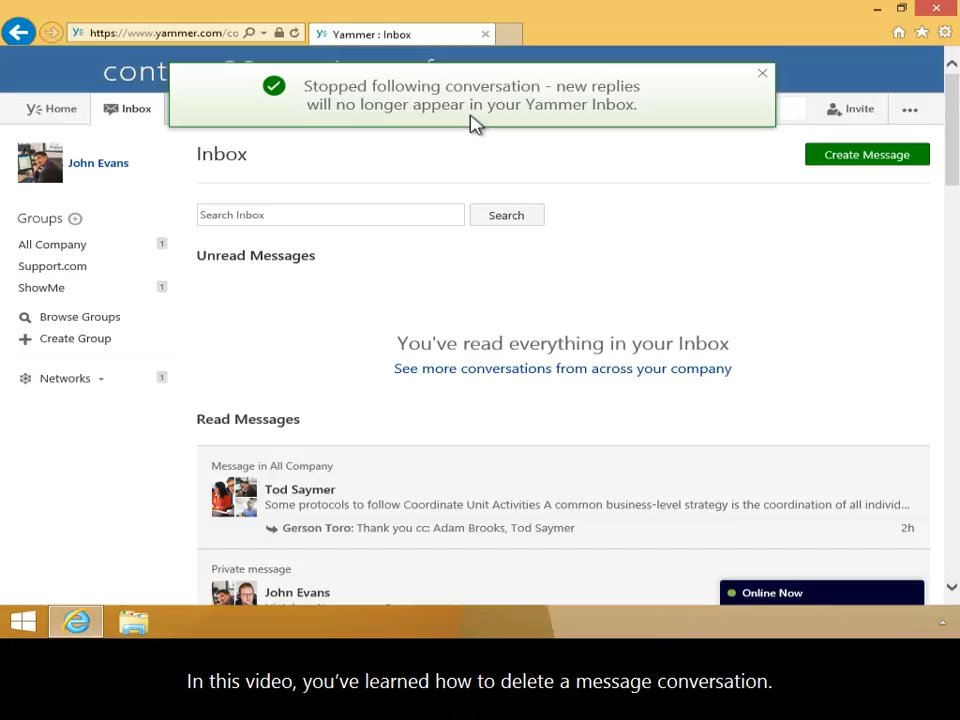 https://www.yammer.com/co
Yammer : Inbox
cont
Stopped following conversation - new replies
will no longer appear in your Yammer Inbox.
Home
Inbox
Invite
John Evans
Inbox
Create Message
Search Inbox
Search
Groups
All Company 1
Support.com
ShowMe 1
Browse Groups
Create Group
Networks 1
Unread Messages
You've read everything in your Inbox
See more conversations from across your company
Read Messages
Message in All Company
Tod Saymer
Some protocols to follow Coordinate Unit Activities A common business-level strategy is the coordination of all individ...
Gerson Toro: Thank you cc: Adam Brooks, Tod Saymer 2h
Private message
John Evans
Online Now
In this video, you've learned how to delete a message conversation.